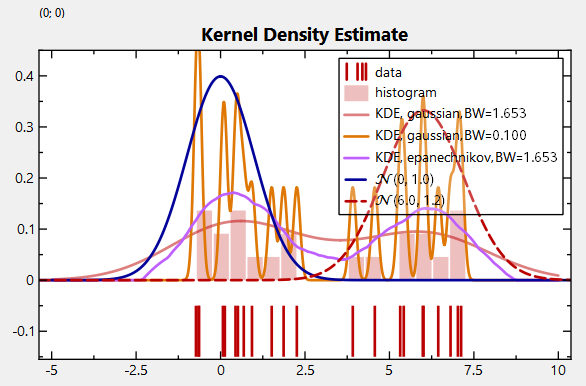 (0; 0)
Kernel Density Estimate
data
histogram
KDE, gaussian,BW=1.653
KDE, gaussian,BW=0.100
KDE, epanechnikov,BW=1.653
𝒩(0, 1.0)
𝒩(6.0, 1.2)
0.4
0.3
0.2
0.1
0
-0.1
-5 -2.5 0 2.5 5 7.5 10